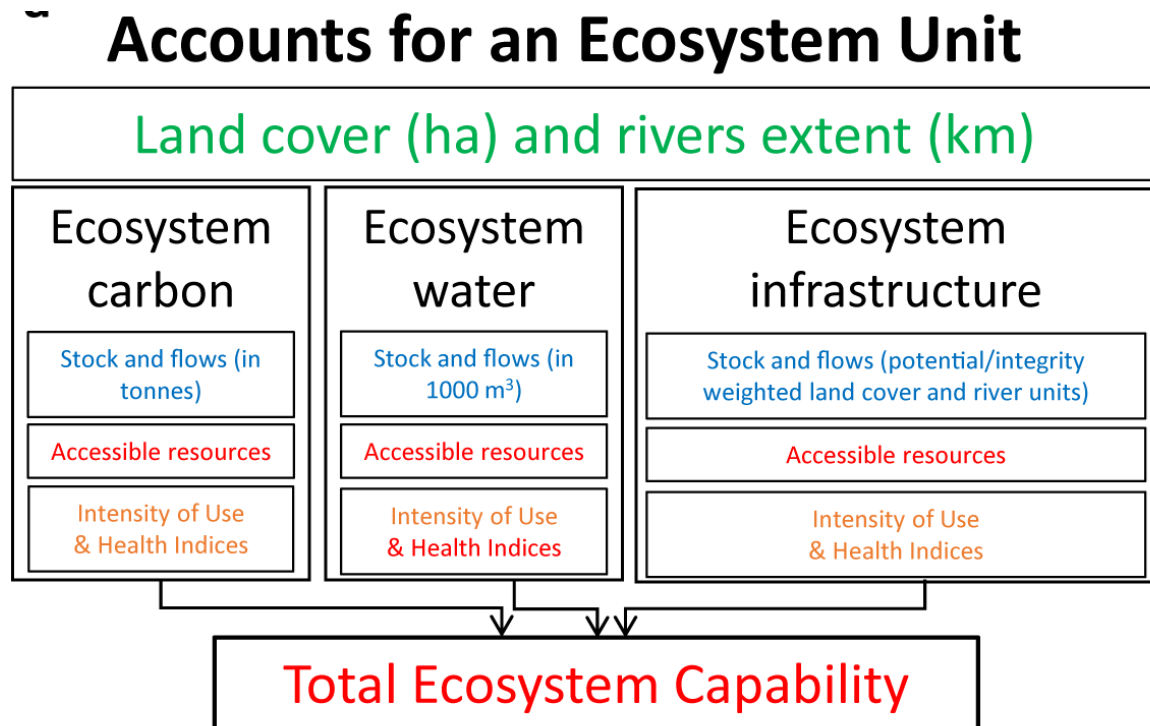 Accounts for an Ecosystem Unit
Land cover (ha) and rivers extent (km)
Ecosystem
carbon
Stock and flows (in
tonnes)
Accessible resources
Intensity of Use
& Health Indices
Ecosystem
water
Stock and flows (in
1000 m³)
Accessible resources
Intensity of Use
& Health Indices
Ecosystem
infrastructure
Stock and flows (potential/integrity
weighted land cover and river units)
Accessible resources
Intensity of Use
& Health Indices
Total Ecosystem Capability